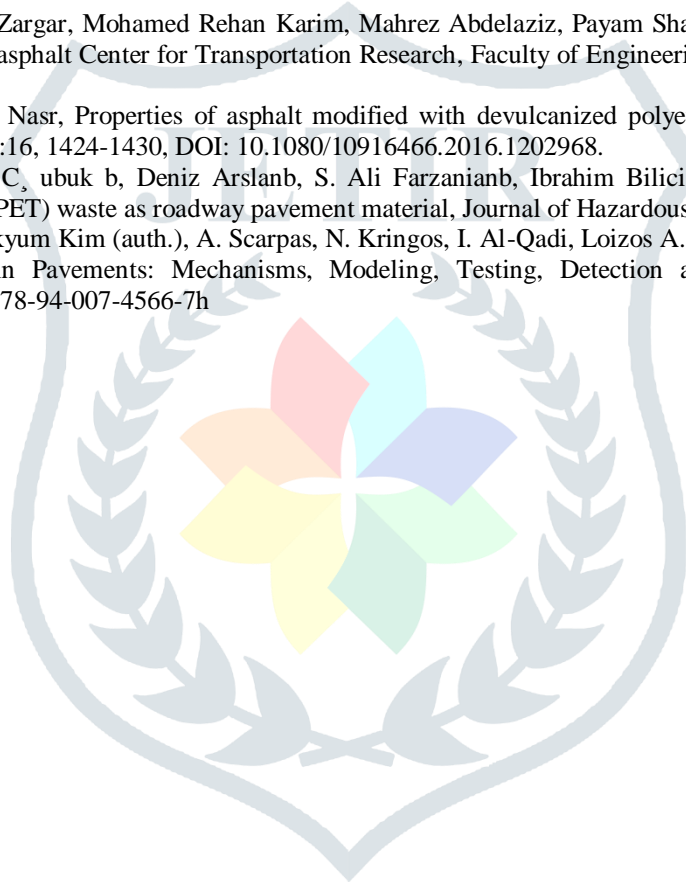 Zargar, Mohamed Rehan Karim, Mahrez Abdelaziz, Payam Sha
asphalt Center for Transportation Research, Faculty of Engineeri
Nasr, Properties of asphalt modified with devulcanized polye
:16, 1424-1430, DOI: 10.1080/10916466.2016.1202968.
C¸ ubuk b, Deniz Arslanb, S. Ali Farzanianb, Ibrahim Bilici
PET) waste as roadway pavement material, Journal of Hazardous
kyum Kim (auth.), A. Scarpas, N. Kringos, I. Al-Qadi, Loizos A.
in Pavements: Mechanisms, Modeling, Testing, Detection a
78-94-007-4566-7h
JETIR